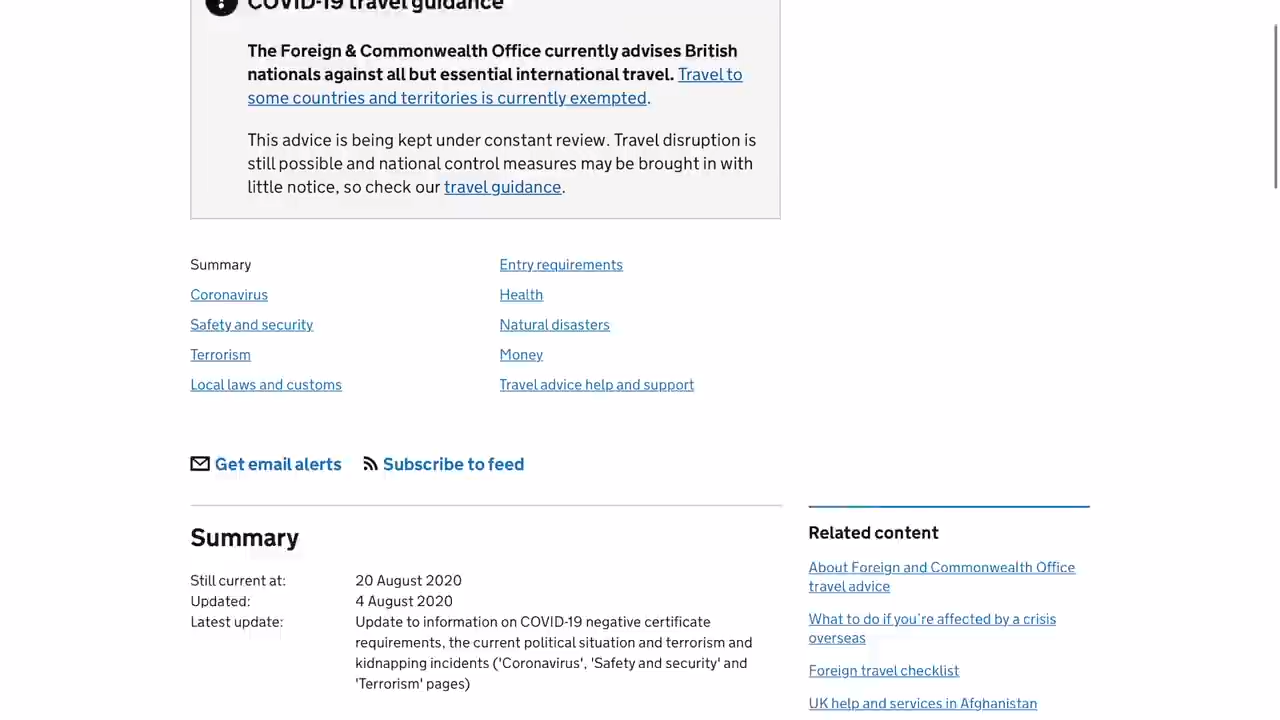 COVID-19 travel guidance
The Foreign & Commonwealth Office currently advises British
nationals against all but essential international travel. Travel to
some countries and territories is currently exempted.
This advice is being kept under constant review. Travel disruption is
still possible and national control measures may be brought in with
little notice, so check our travel guidance.
Summary
Coronavirus
Safety and security
Terrorism
Local laws and customs
Entry requirements
Health
Natural disasters
Money
Travel advice help and support
Get email alerts
Subscribe to feed
Summary
Still current at: 20 August 2020
Updated: 4 August 2020
Latest update: Update to information on COVID-19 negative certificate
requirements, the current political situation and terrorism and
kidnapping incidents ('Coronavirus', 'Safety and security' and
'Terrorism' pages)
Related content
About Foreign and Commonwealth Office
travel advice
What to do if you're affected by a crisis
overseas
Foreign travel checklist
UK help and services in Afghanistan